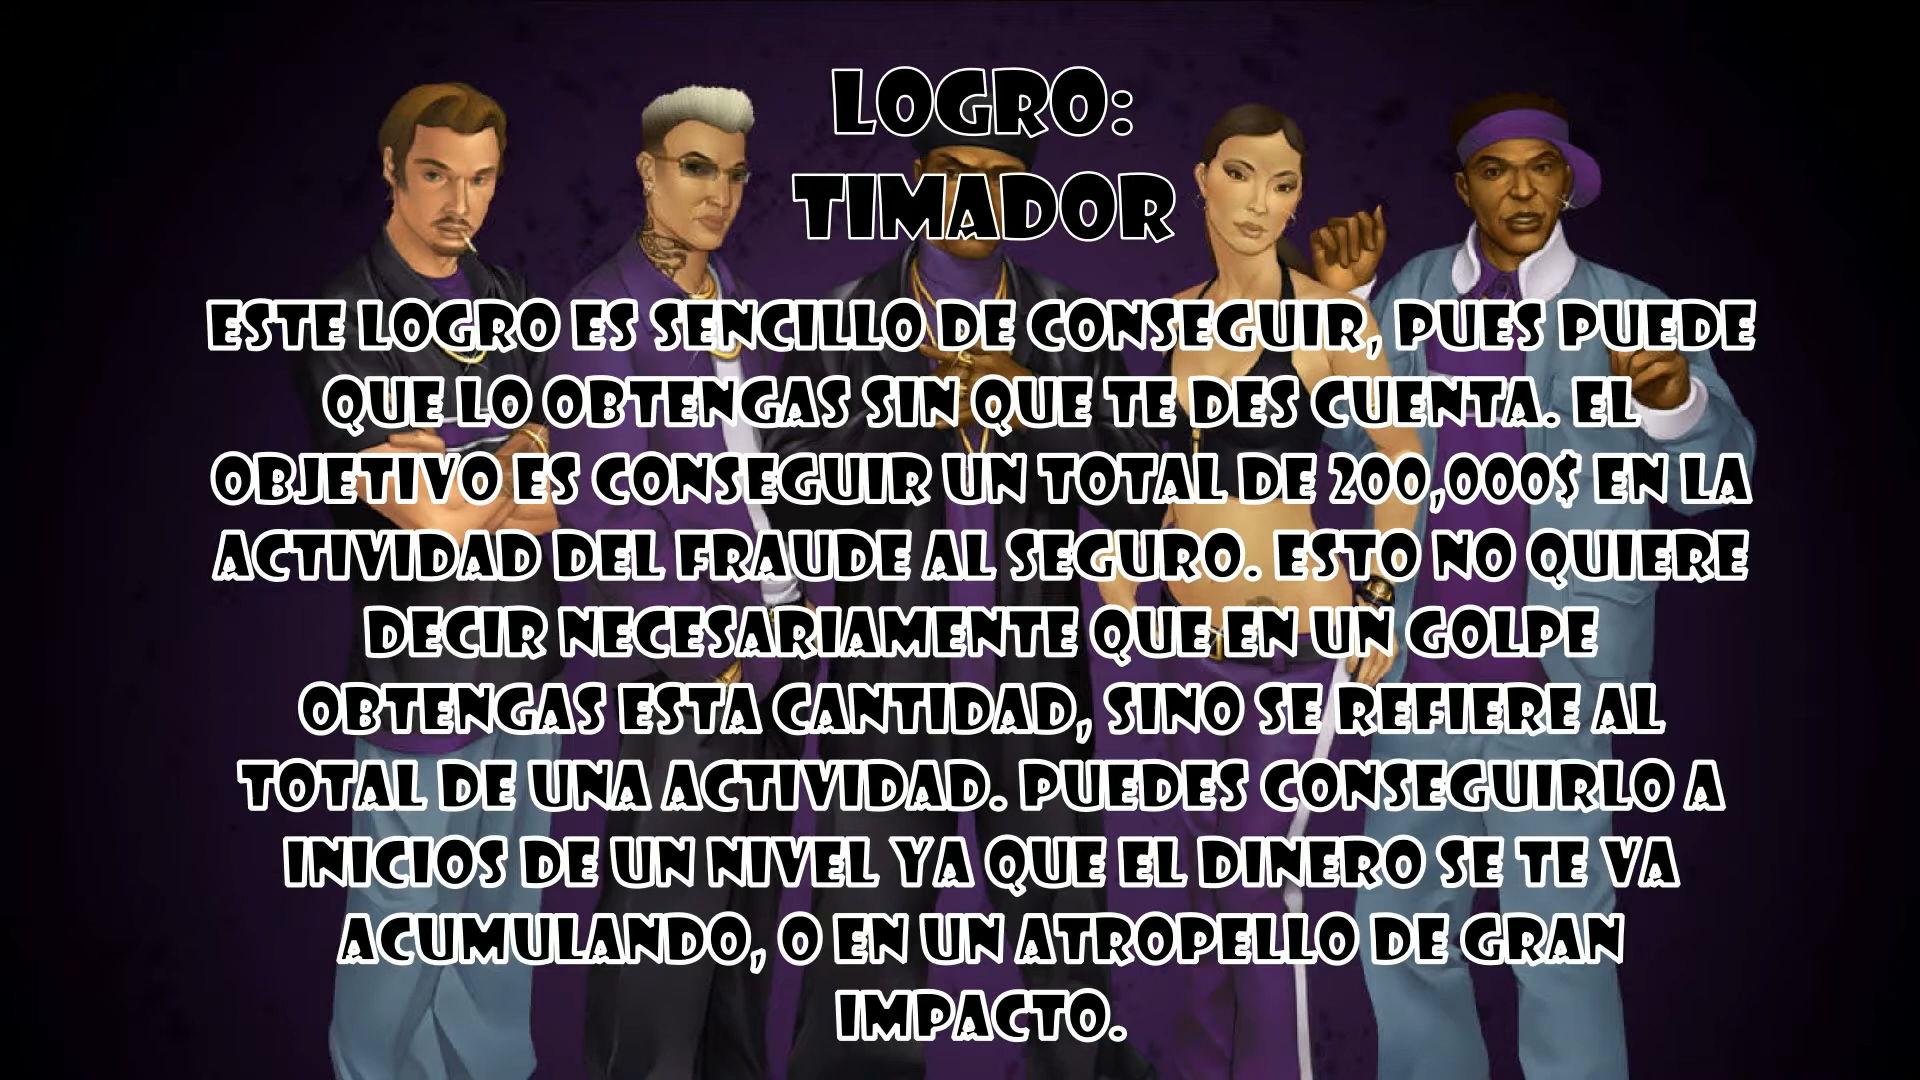 LOGRO:
TIMADOR
ESTE LOGRO ES SENCILLO DE CONSEGUIR, PUES PUEDE
QUE LO OBTENGAS SIN QUE TE DES CUENTA. EL
OBJETIVO ES CONSEGUIR UN TOTAL DE 200,000$ EN LA
ACTIVIDAD DEL FRAUDE AL SEGURO. ESTO NO QUIERE
DECIR NECESARIAMENTE QUE EN UN GOLPE
OBTENGAS ESTA CANTIDAD, SINO SE REFIERE AL
TOTAL DE UNA ACTIVIDAD. PUEDES CONSEGUIRLO A
INICIOS DE UN NIVEL YA QUE EL DINERO SE TE VA
ACUMULANDO, O EN UN ATROPELLO DE GRAN
IMPACTO.